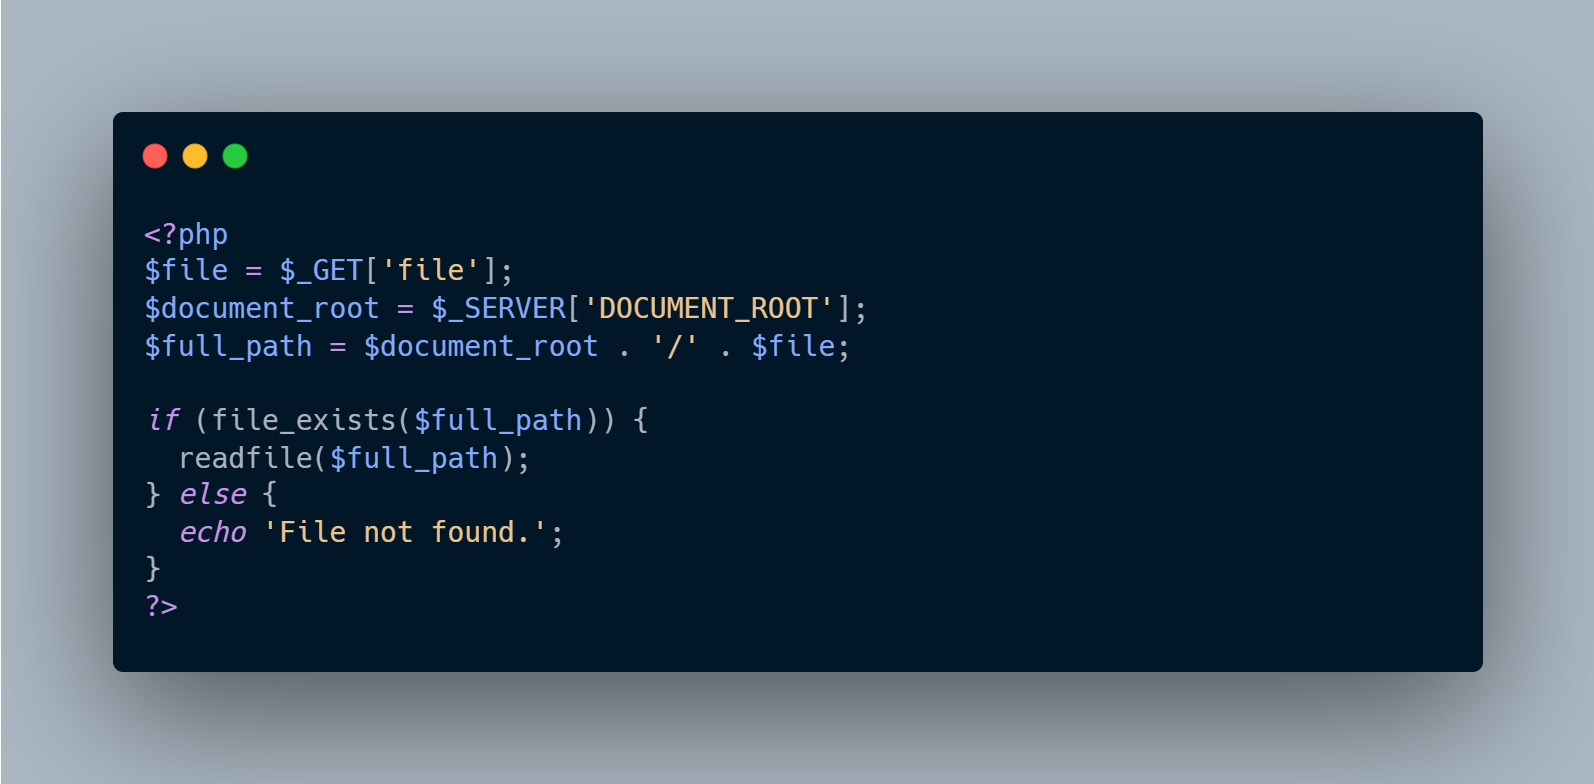 <?php
$file = $_GET['file'];
$document_root = $_SERVER['DOCUMENT_ROOT'];
$full_path = $document_root . '/' . $file;

if (file_exists($full_path)) {
  readfile($full_path);
} else {
  echo 'File not found.';
}
?>